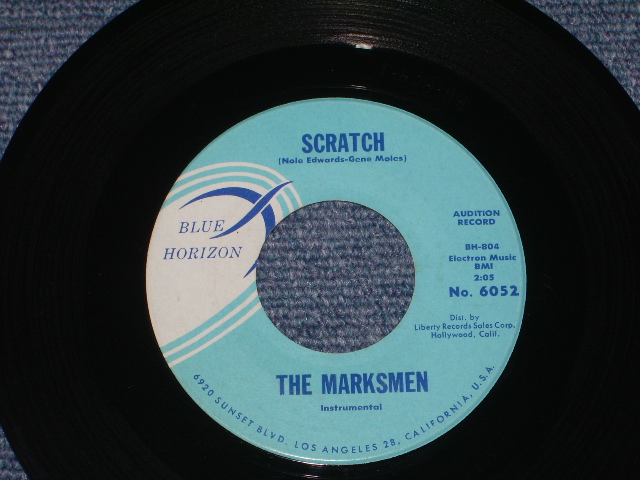 SCRATCH
(Nole Edwards-Gene Moles)
BLUE
HORIZON
AUDITION
RECORD
BH-804
Electron Music
BMI
2:05
No. 6052
Dist. by
Liberty Records Sales Corp.
Hollywood, Calif.
THE MARKSMEN
Instrumental
6920 SUNSET BLVD. LOS ANGELES 28, CALIFORNIA, U.S.A.